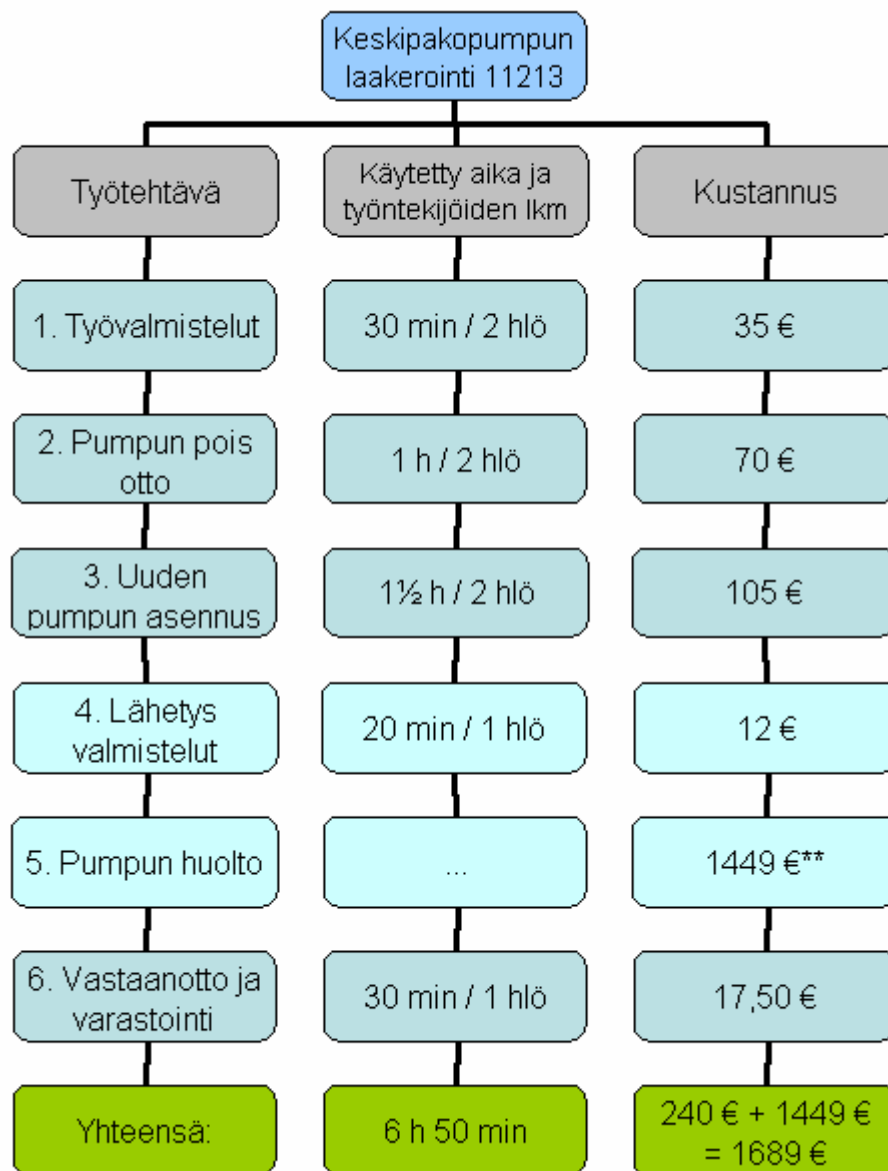 Keskipakopumpun
laakerointi 11213
Työtehtävä
Käytetty aika ja
työntekijöiden lkm
Kustannus
1. Työvalmistelut
30 min / 2 hlö
35 €
2. Pumpun pois
otto
1 h / 2 hlö
70 €
3. Uuden
pumpun asennus
1½ h / 2 hlö
105 €
4. Lähetys
valmistelut
20 min / 1 hlö
12 €
5. Pumpun huolto
...
1449 €**
6. Vastaanotto ja
varastointi
30 min / 1 hlö
17,50 €
Yhteensä:
6 h 50 min
240 € + 1449 €
= 1689 €